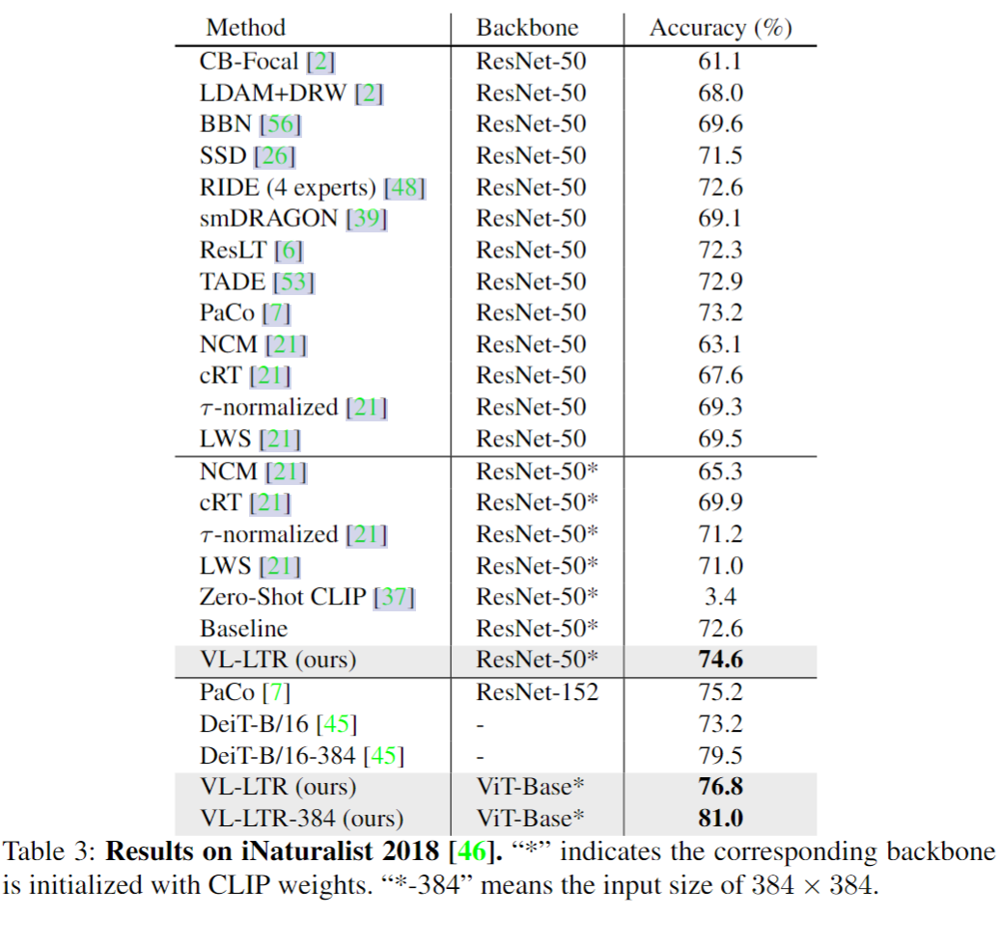 Method Backbone Accuracy (%)
CB-Focal [2] ResNet-50 61.1
LDAM+DRW [2] ResNet-50 68.0
BBN [56] ResNet-50 69.6
SSD [26] ResNet-50 71.5
RIDE (4 experts) [48] ResNet-50 72.6
smDRAGON [39] ResNet-50 69.1
ResLT [6] ResNet-50 72.3
TADE [53] ResNet-50 72.9
PaCo [7] ResNet-50 73.2
NCM [21] ResNet-50 63.1
cRT [21] ResNet-50 67.6
τ-normalized [21] ResNet-50 69.3
LWS [21] ResNet-50 69.5
NCM [21] ResNet-50* 65.3
cRT [21] ResNet-50* 69.9
τ-normalized [21] ResNet-50* 71.2
LWS [21] ResNet-50* 71.0
Zero-Shot CLIP [37] ResNet-50* 3.4
Baseline ResNet-50* 72.6
VL-LTR (ours) ResNet-50* 74.6
PaCo [7] ResNet-152 75.2
DeiT-B/16 [45] - 73.2
DeiT-B/16-384 [45] - 79.5
VL-LTR (ours) ViT-Base* 76.8
VL-LTR-384 (ours) ViT-Base* 81.0
Table 3: Results on iNaturalist 2018 [46]. “*” indicates the corresponding backbone
is initialized with CLIP weights. “*-384” means the input size of 384 × 384.